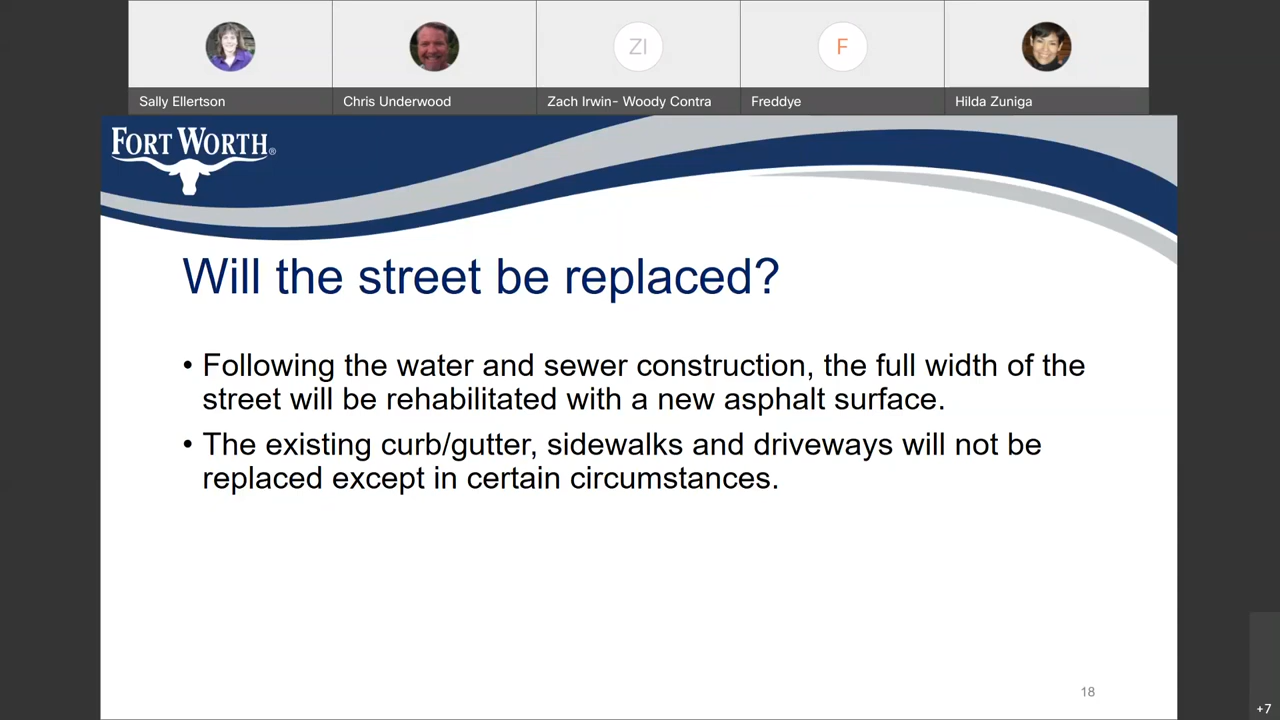 ZI
F
Sally Ellertson
Chris Underwood
Zach Irwin- Woody Contra
Freddye
Hilda Zuniga
FORT WORTH®
Will the street be replaced?
• Following the water and sewer construction, the full width of the
street will be rehabilitated with a new asphalt surface.
• The existing curb/gutter, sidewalks and driveways will not be
replaced except in certain circumstances.
18
+7